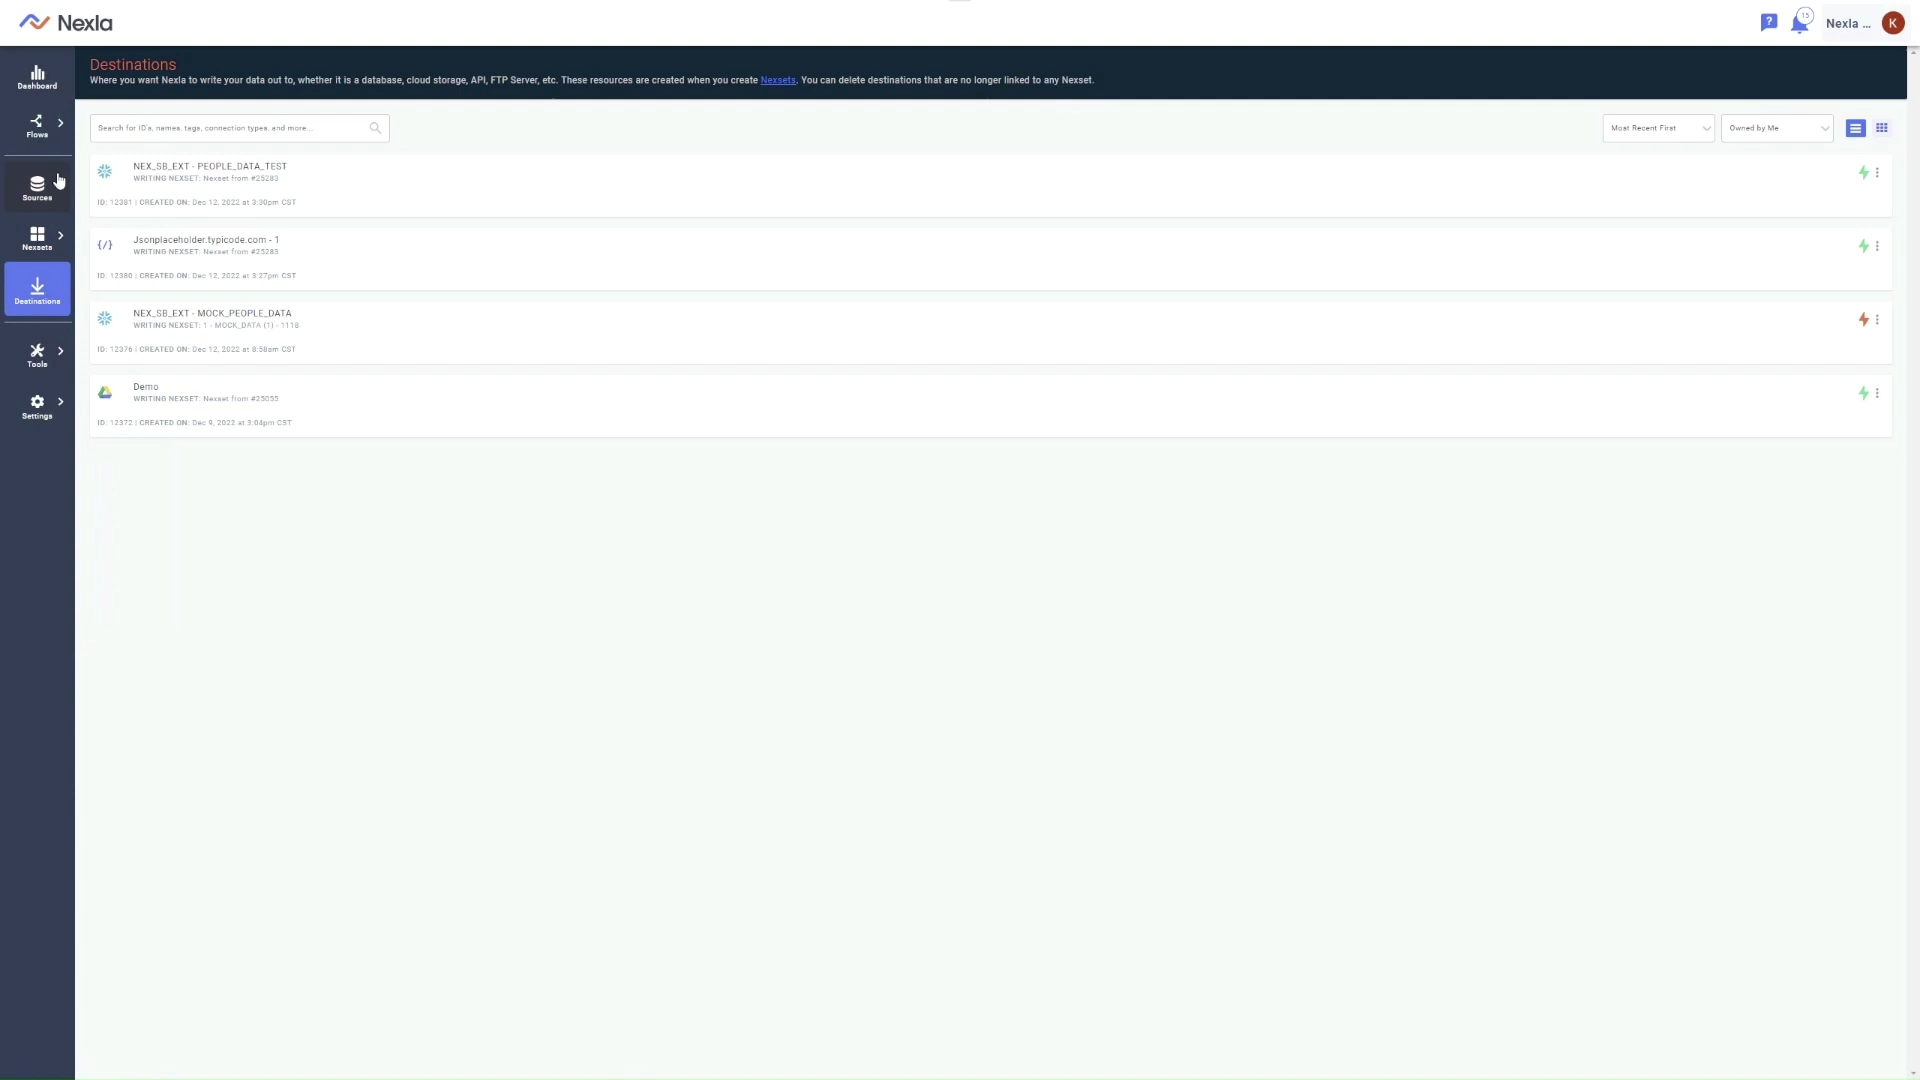 Nexla
?
15
Nexla ...
K
Dashboard
Flows
Sources
Nexsets
Destinations
Tools
Settings
Destinations
Where you want Nexla to write your data out to, whether it is a database, cloud storage, API, FTP Server, etc. These resources are created when you create Nexsets. You can delete destinations that are no longer linked to any Nexset.
Search for ID's, names, tags, connection types, and more...
Most Recent First
Owned by Me
NEX_SB_EXT - PEOPLE_DATA_TEST
WRITING NEXSET: Nexset from #25283
ID: 12381 | CREATED ON: Dec 12, 2022 at 3:30pm CST
{/}
Jsonplaceholder.typicode.com - 1
WRITING NEXSET: Nexset from #25283
ID: 12380 | CREATED ON: Dec 12, 2022 at 3:27pm CST
NEX_SB_EXT - MOCK_PEOPLE_DATA
WRITING NEXSET: 1 - MOCK_DATA (1) - 1118
ID: 12376 | CREATED ON: Dec 12, 2022 at 8:58am CST
Demo
WRITING NEXSET: Nexset from #25055
ID: 12372 | CREATED ON: Dec 9, 2022 at 3:04pm CST